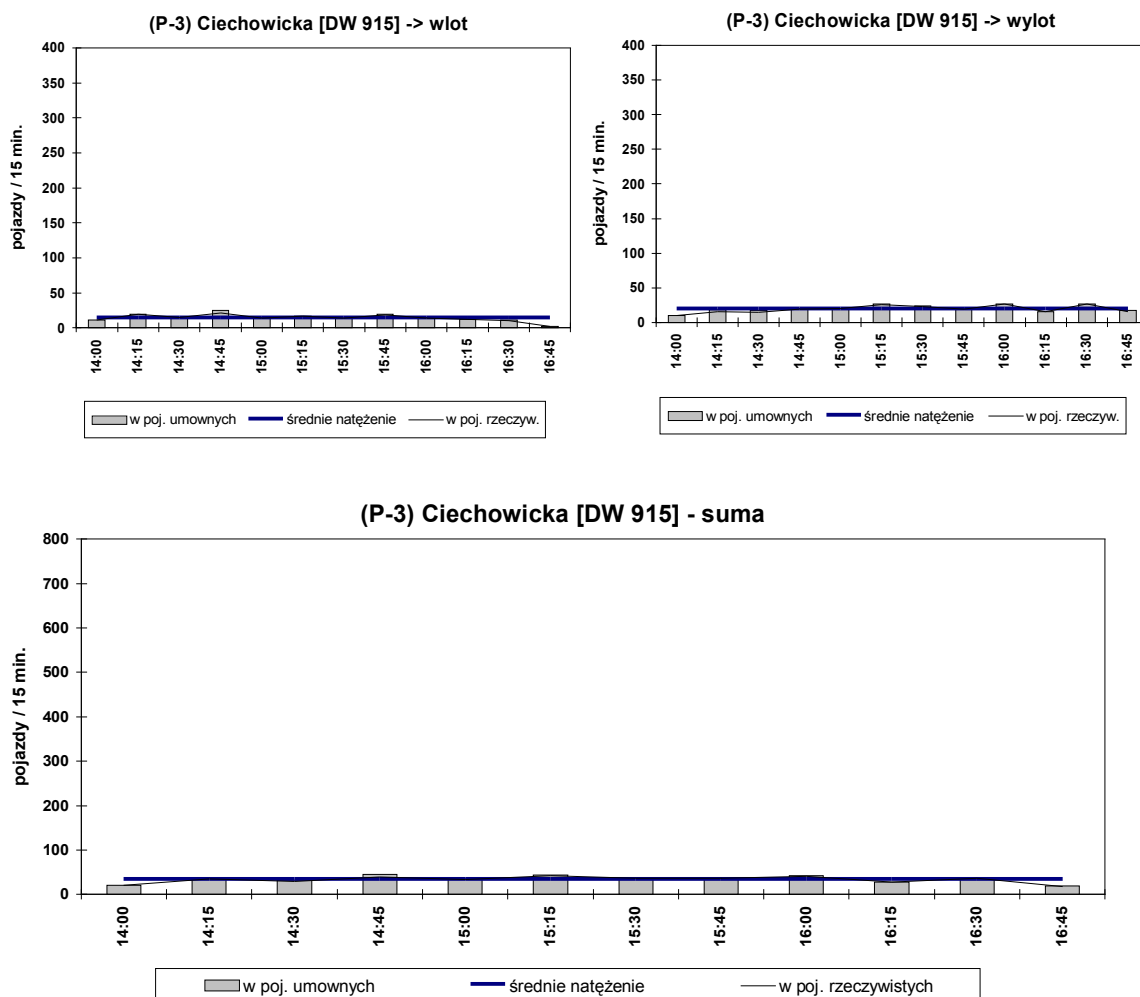 (P-3) Ciechowicka [DW 915] -> wlot
400
350
300
250
200
150
100
50
0
pojazdy / 15 min.
14:00 14:15 14:30 14:45 15:00 15:15 15:30 15:45 16:00 16:15 16:30 16:45
w poj. umownych średnie natężenie w poj. rzeczyw.
(P-3) Ciechowicka [DW 915] -> wylot
400
350
300
250
200
150
100
50
0
pojazdy / 15 min.
14:00 14:15 14:30 14:45 15:00 15:15 15:30 15:45 16:00 16:15 16:30 16:45
w poj. umownych średnie natężenie w poj. rzeczyw.
(P-3) Ciechowicka [DW 915] - suma
800
700
600
500
400
300
200
100
0
pojazdy / 15 min.
14:00 14:15 14:30 14:45 15:00 15:15 15:30 15:45 16:00 16:15 16:30 16:45
w poj. umownych średnie natężenie w poj. rzeczywistych